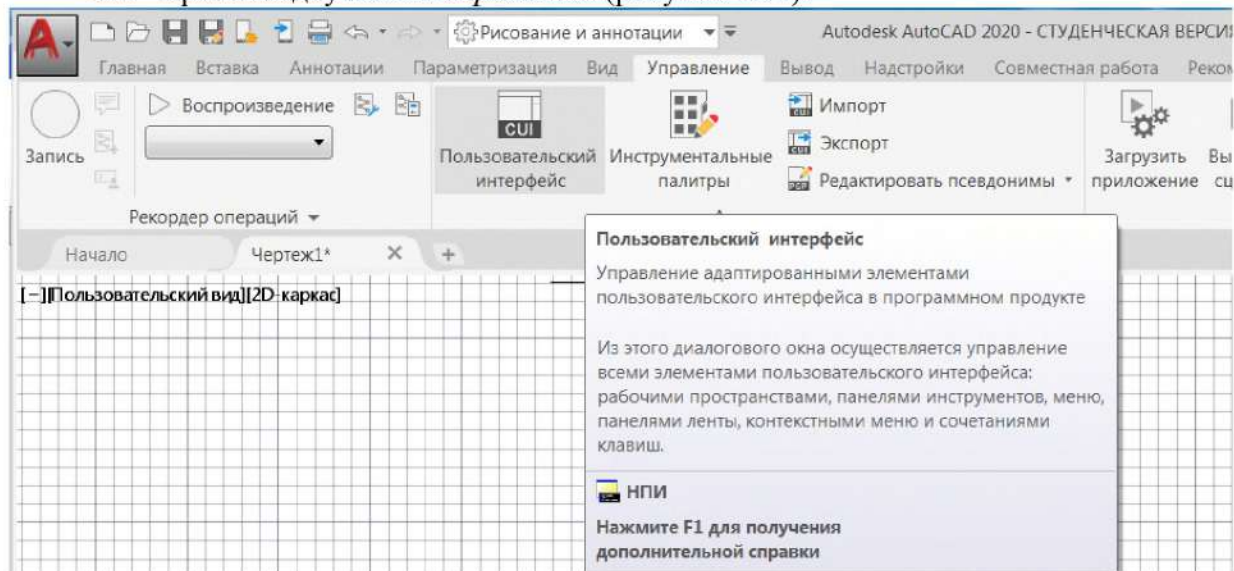 Рисование и аннотации Autodesk AutoCAD 2020 - СТУДЕНЧЕСКАЯ
Главная Вставка Аннотации Параметризация Вид Управление Вывод Надстройки Совместная работа
Воспроизведение
Запись
CUI
Пользовательский интерфейс
Инструментальные палитры
Импорт
Экспорт
Редактировать псевдонимы
Загрузить приложение
Рекордер операций
Начало Чертеж1* +
[−][Пользовательский вид][2D-каркас]
Пользовательский интерфейс
Управление адаптированными элементами
пользовательского интерфейса в программном продукте
Из этого диалогового окна осуществляется управление
всеми элементами пользовательского интерфейса:
рабочими пространствами, панелями инструментов, меню,
панелями ленты, контекстными меню и сочетаниями
клавиш.
НПИ
Нажмите F1 для получения
дополнительной справки